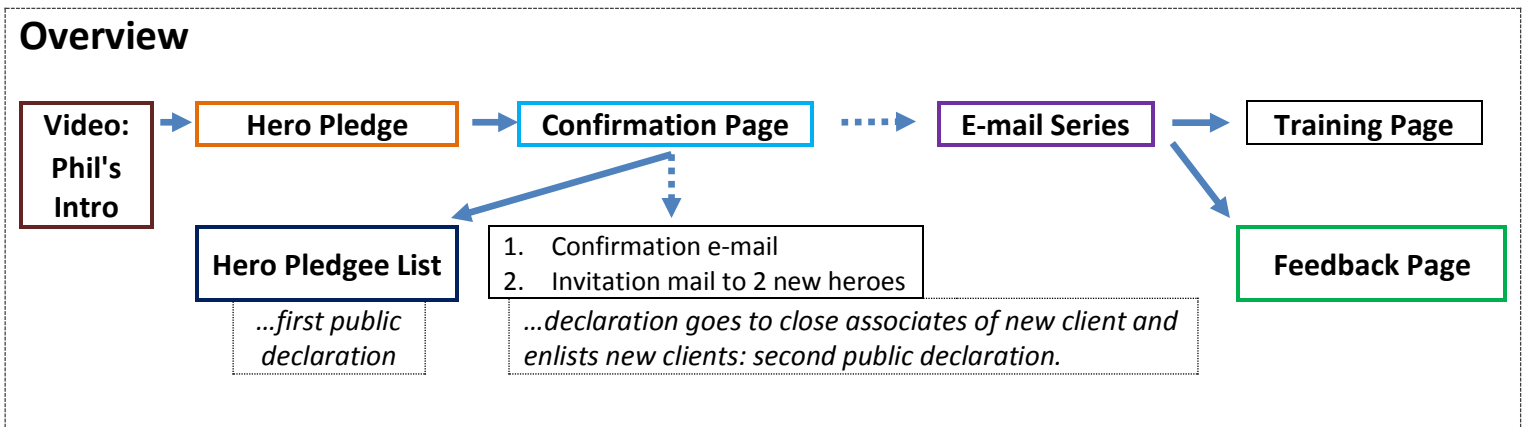 Overview
Video:
Phil's
Intro
Hero Pledge
Confirmation Page
E-mail Series
Training Page
Hero Pledgee List
1. Confirmation e-mail
2. Invitation mail to 2 new heroes
Feedback Page
...first public
declaration
...declaration goes to close associates of new client and
enlists new clients: second public declaration.